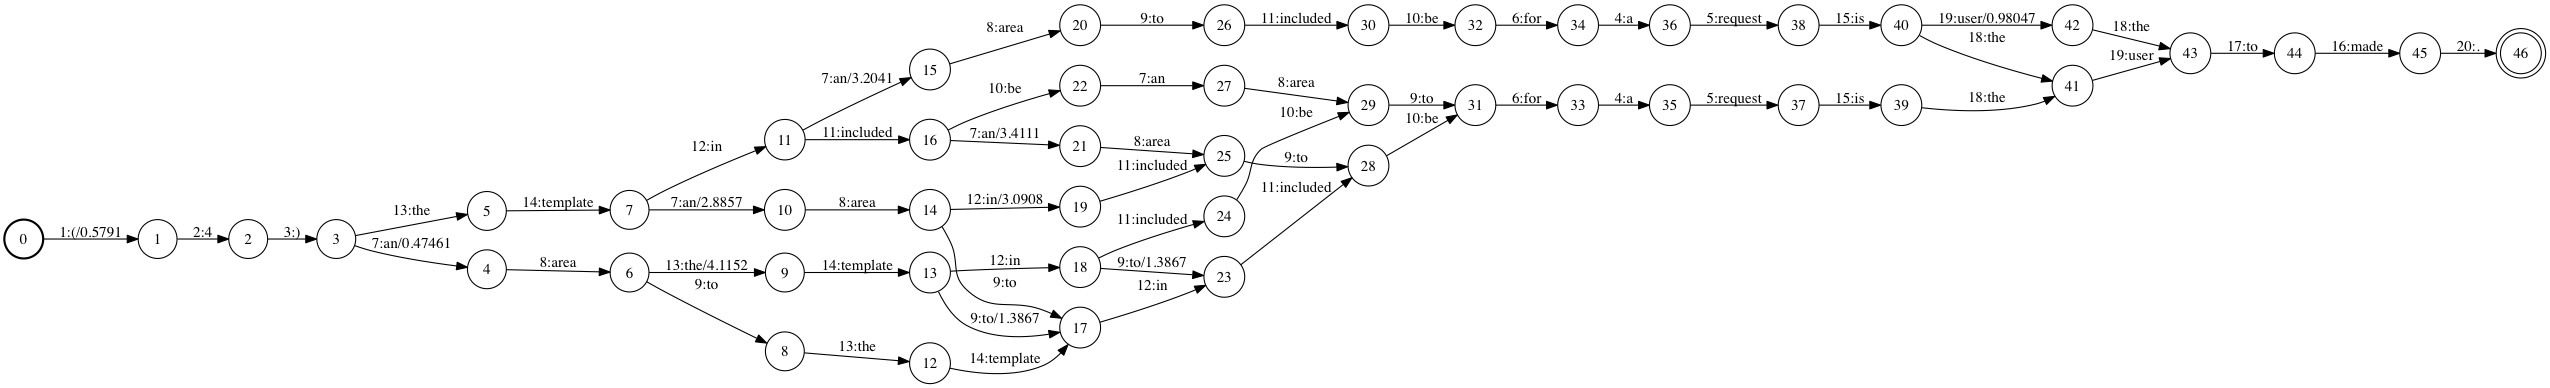 0 1:(/0.5791 1 2:4 2 3:) 3
13:the 5 14:template 7
7:an/0.47461 4 8:area 6
12:in 11
7:an/2.8857 10 8:area 14
13:the/4.1152 9 14:template 13
9:to 8 13:the 12 14:template 17
7:an/3.2041 15 8:area 20 9:to 26 11:included 30 10:be 32 6:for 34 4:a 36 5:request 38 15:is 40
11:included 16
10:be 22 7:an 27 8:area 29
7:an/3.4111 21 8:area 25
12:in/3.0908 19 11:included
9:to
12:in 18 11:included 24 10:be
9:to/1.3867 23
9:to/1.3867
12:in
9:to 28
11:included
10:be
9:to 31 6:for 33 4:a 35 5:request 37 15:is 39 18:the 41
19:user/0.98047 42 18:the 43
18:the
19:user
17:to 44 16:made 45 20:. 46